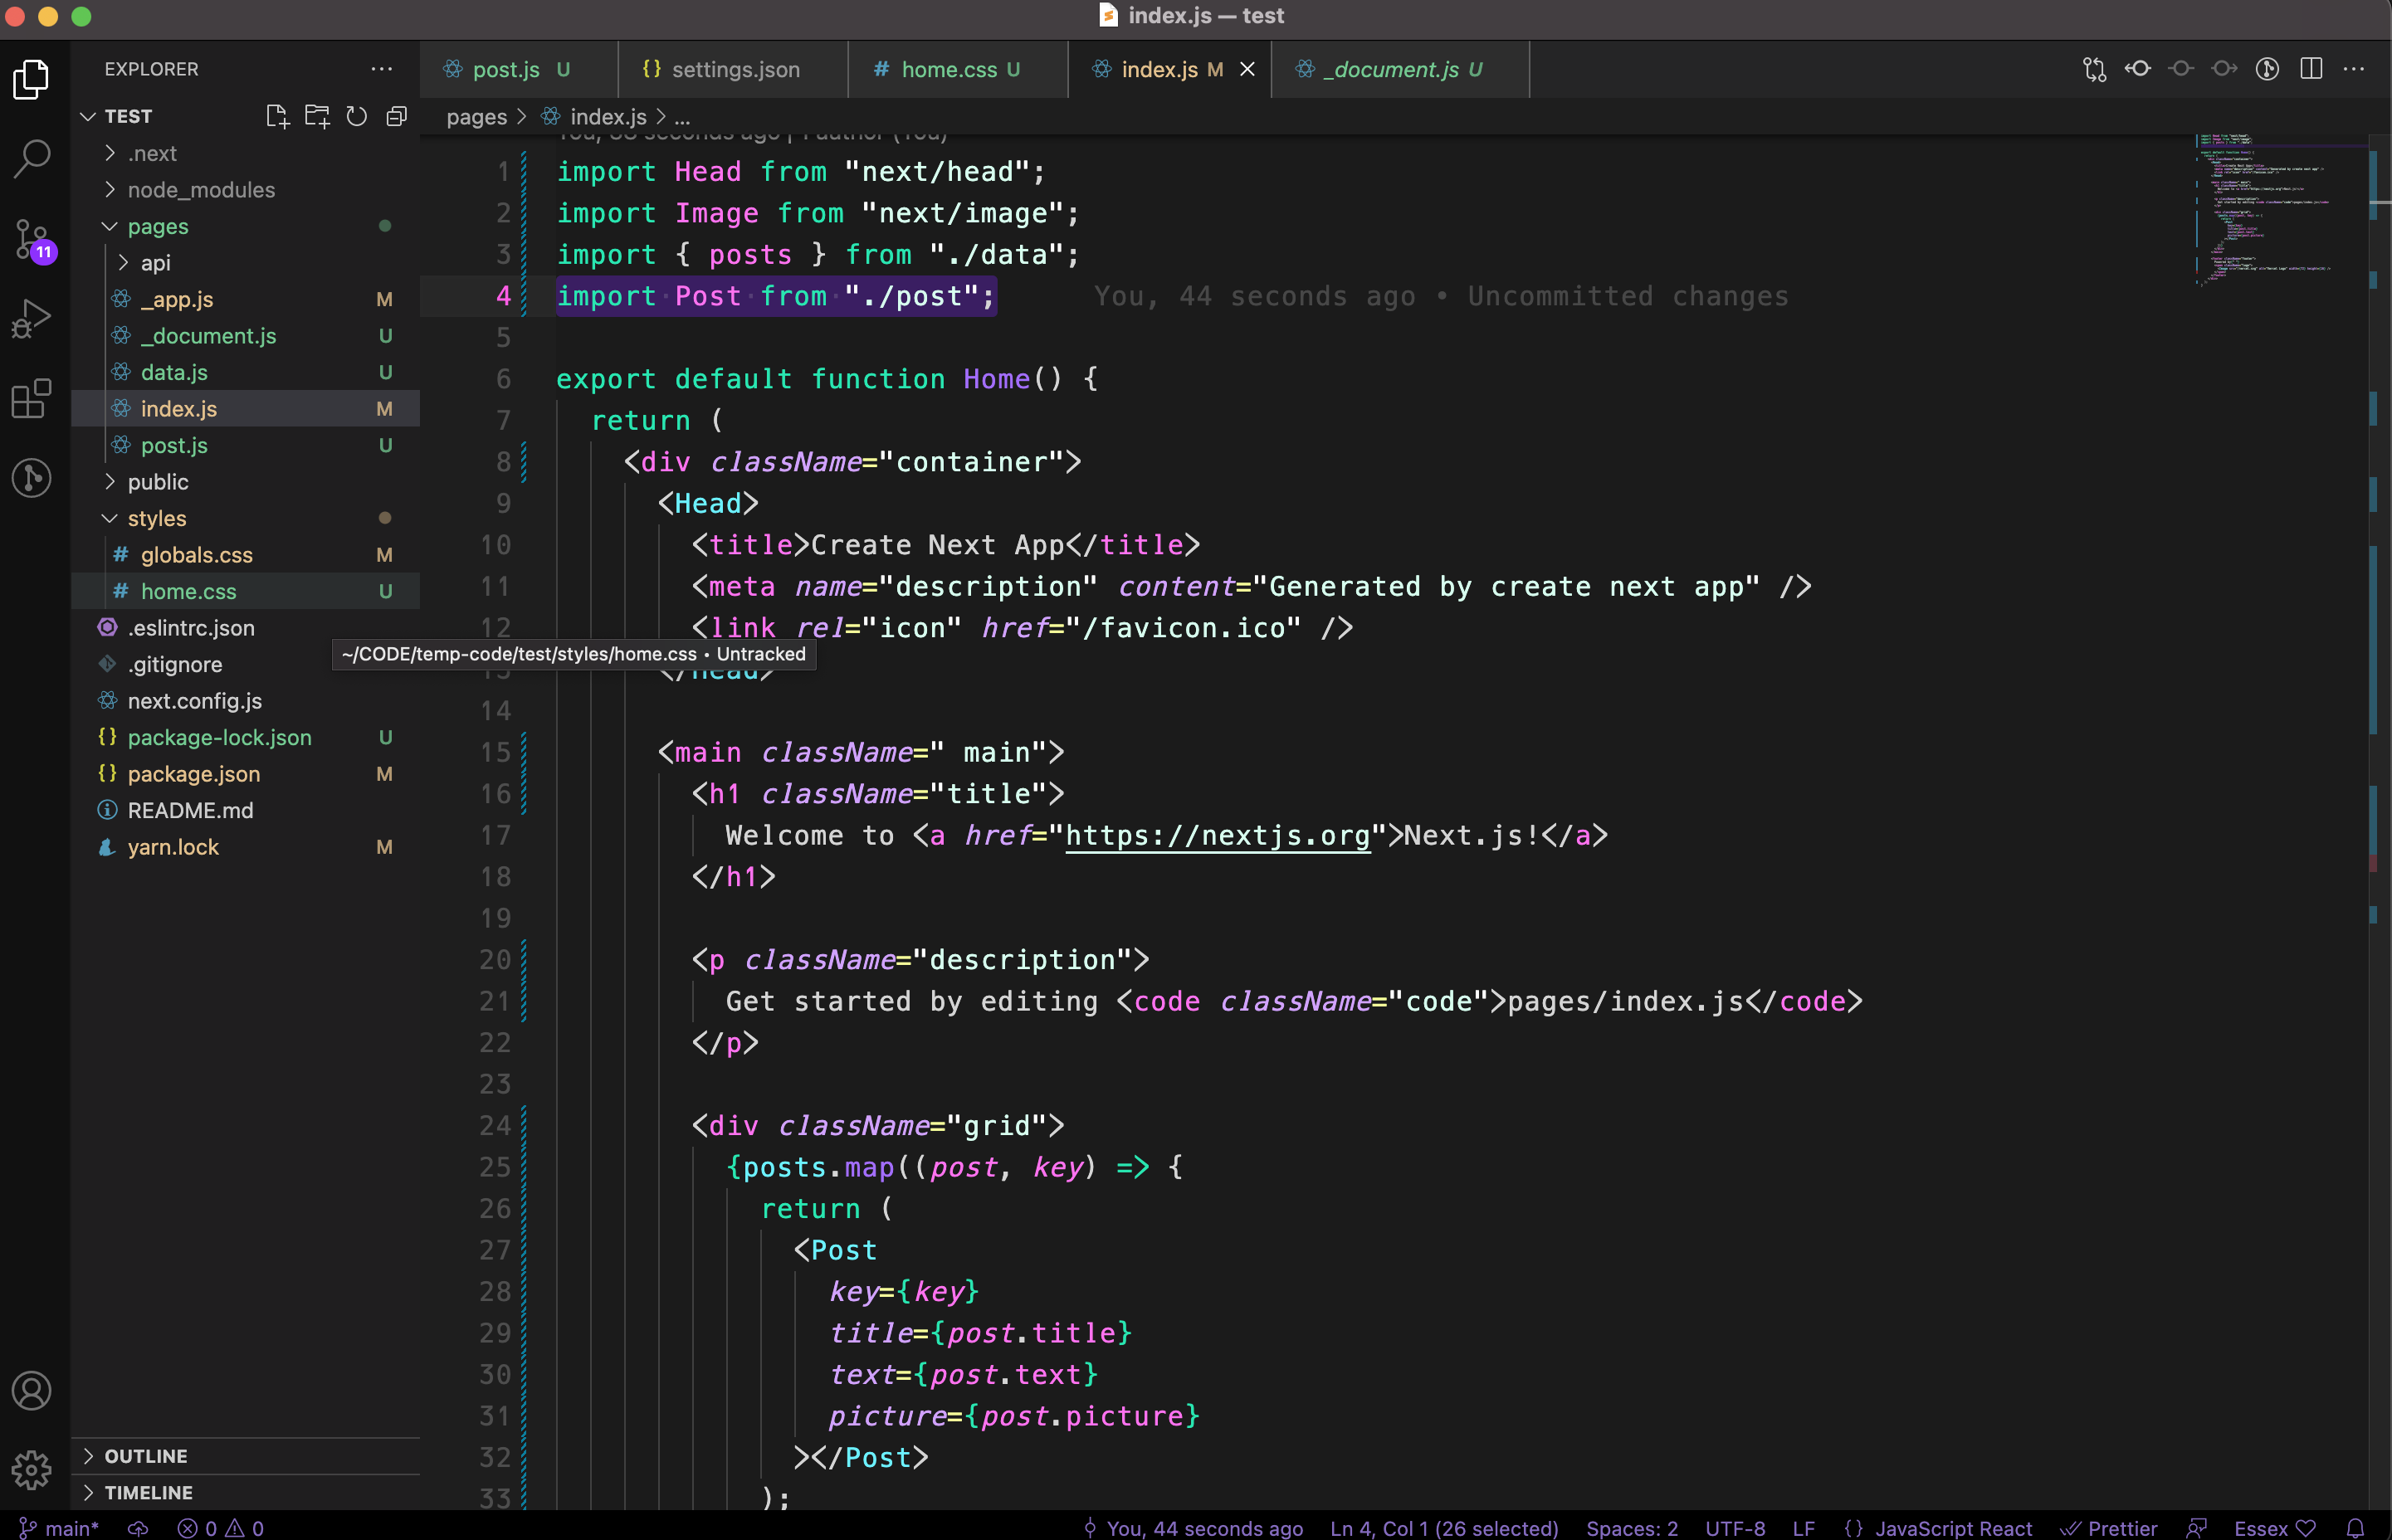 index.js — test
EXPLORER
TEST
.next
node_modules
pages
api
_app.js M
_document.js U
data.js U
index.js M
post.js U
public
styles
globals.css M
home.css U
.eslintrc.json
.gitignore
next.config.js
package-lock.json U
package.json M
README.md
yarn.lock M
OUTLINE
TIMELINE
11
post.js U
settings.json
home.css U
index.js M
_document.js U
pages > index.js > ...
1 import Head from "next/head";
2 import Image from "next/image";
3 import { posts } from "./data";
4 import Post from "./post"; You, 44 seconds ago • Uncommitted changes
5
6 export default function Home() {
7 return (
8 <div className="container">
9 <Head>
10 <title>Create Next App</title>
11 <meta name="description" content="Generated by create next app" />
12 <link rel="icon" href="/favicon.ico" />
~/CODE/temp-code/test/styles/home.css • Untracked
13 </Head>
14
15 <main className=" main">
16 <h1 className="title">
17 Welcome to <a href="https://nextjs.org">Next.js!</a>
18 </h1>
19
20 <p className="description">
21 Get started by editing <code className="code">pages/index.js</code>
22 </p>
23
24 <div className="grid">
25 {posts.map((post, key) => {
26 return (
27 <Post
28 key={key}
29 title={post.title}
30 text={post.text}
31 picture={post.picture}
32 ></Post>
33 );
main* 0 0
You, 44 seconds ago Ln 4, Col 1 (26 selected) Spaces: 2 UTF-8 LF {} JavaScript React Prettier Essex